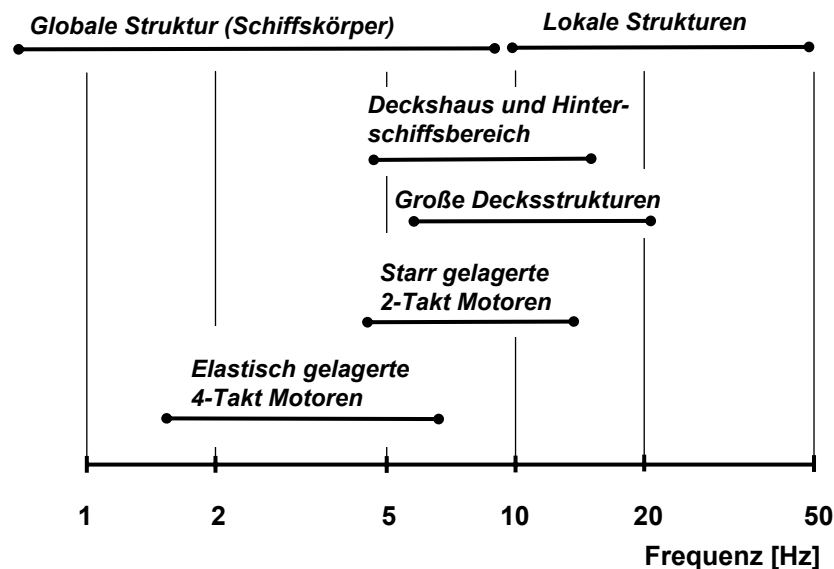 Globale Struktur (Schiffskörper)
Lokale Strukturen
Deckshaus und Hinter-
schiffsbereich
Große Decksstrukturen
Starr gelagerte
2-Takt Motoren
Elastisch gelagerte
4-Takt Motoren
1 2 5 10 20 50
Frequenz [Hz]